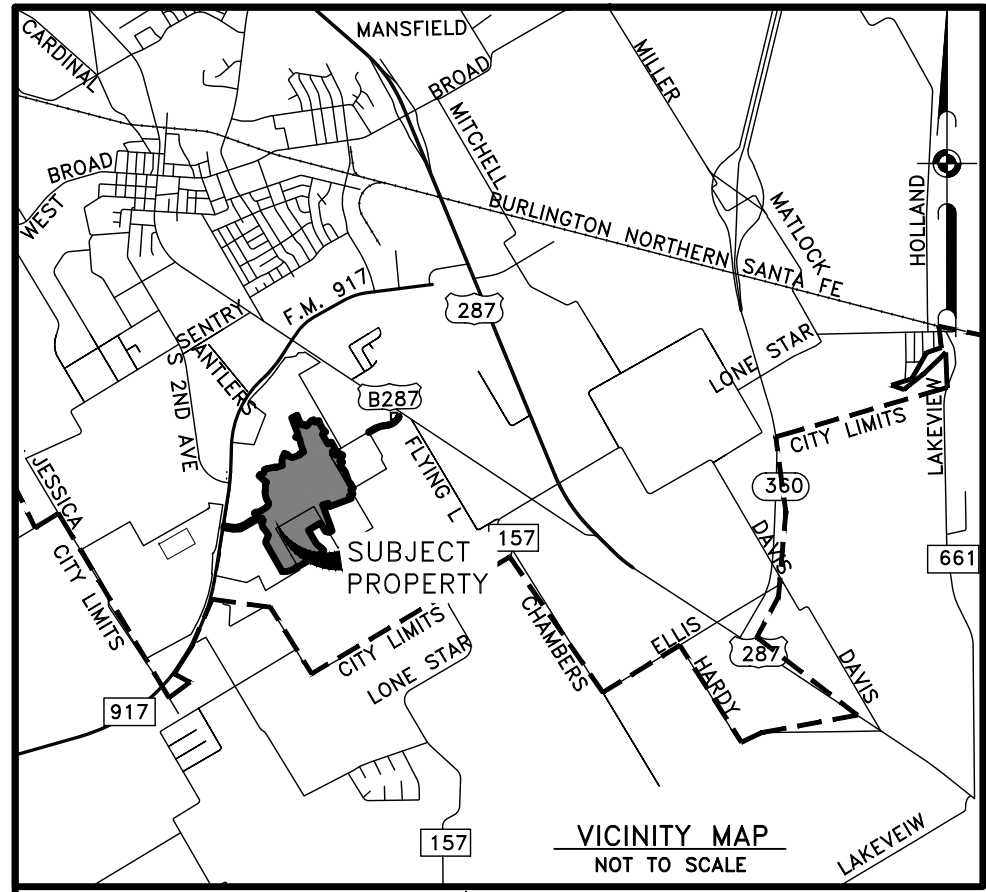 CARDINAL
MANSFIELD
BROAD
MILLER
MITCHELL
BROAD
WEST
BURLINGTON NORTHERN SANTA FE
MATLOCK
HOLLAND
F.M. 917
287
SENTRY
ANTLERS
S 2ND AVE
LONE STAR
B287
CITY LIMITS
LAKEVIEW
FLYING L
JESSICA
360
DAVIS
157
661
SUBJECT
PROPERTY
CITY LIMITS
CHAMBERS
CITY LIMITS
ELLIS
287
LONE STAR
HARDY
DAVIS
917
157
VICINITY MAP
NOT TO SCALE
LAKEVEIW